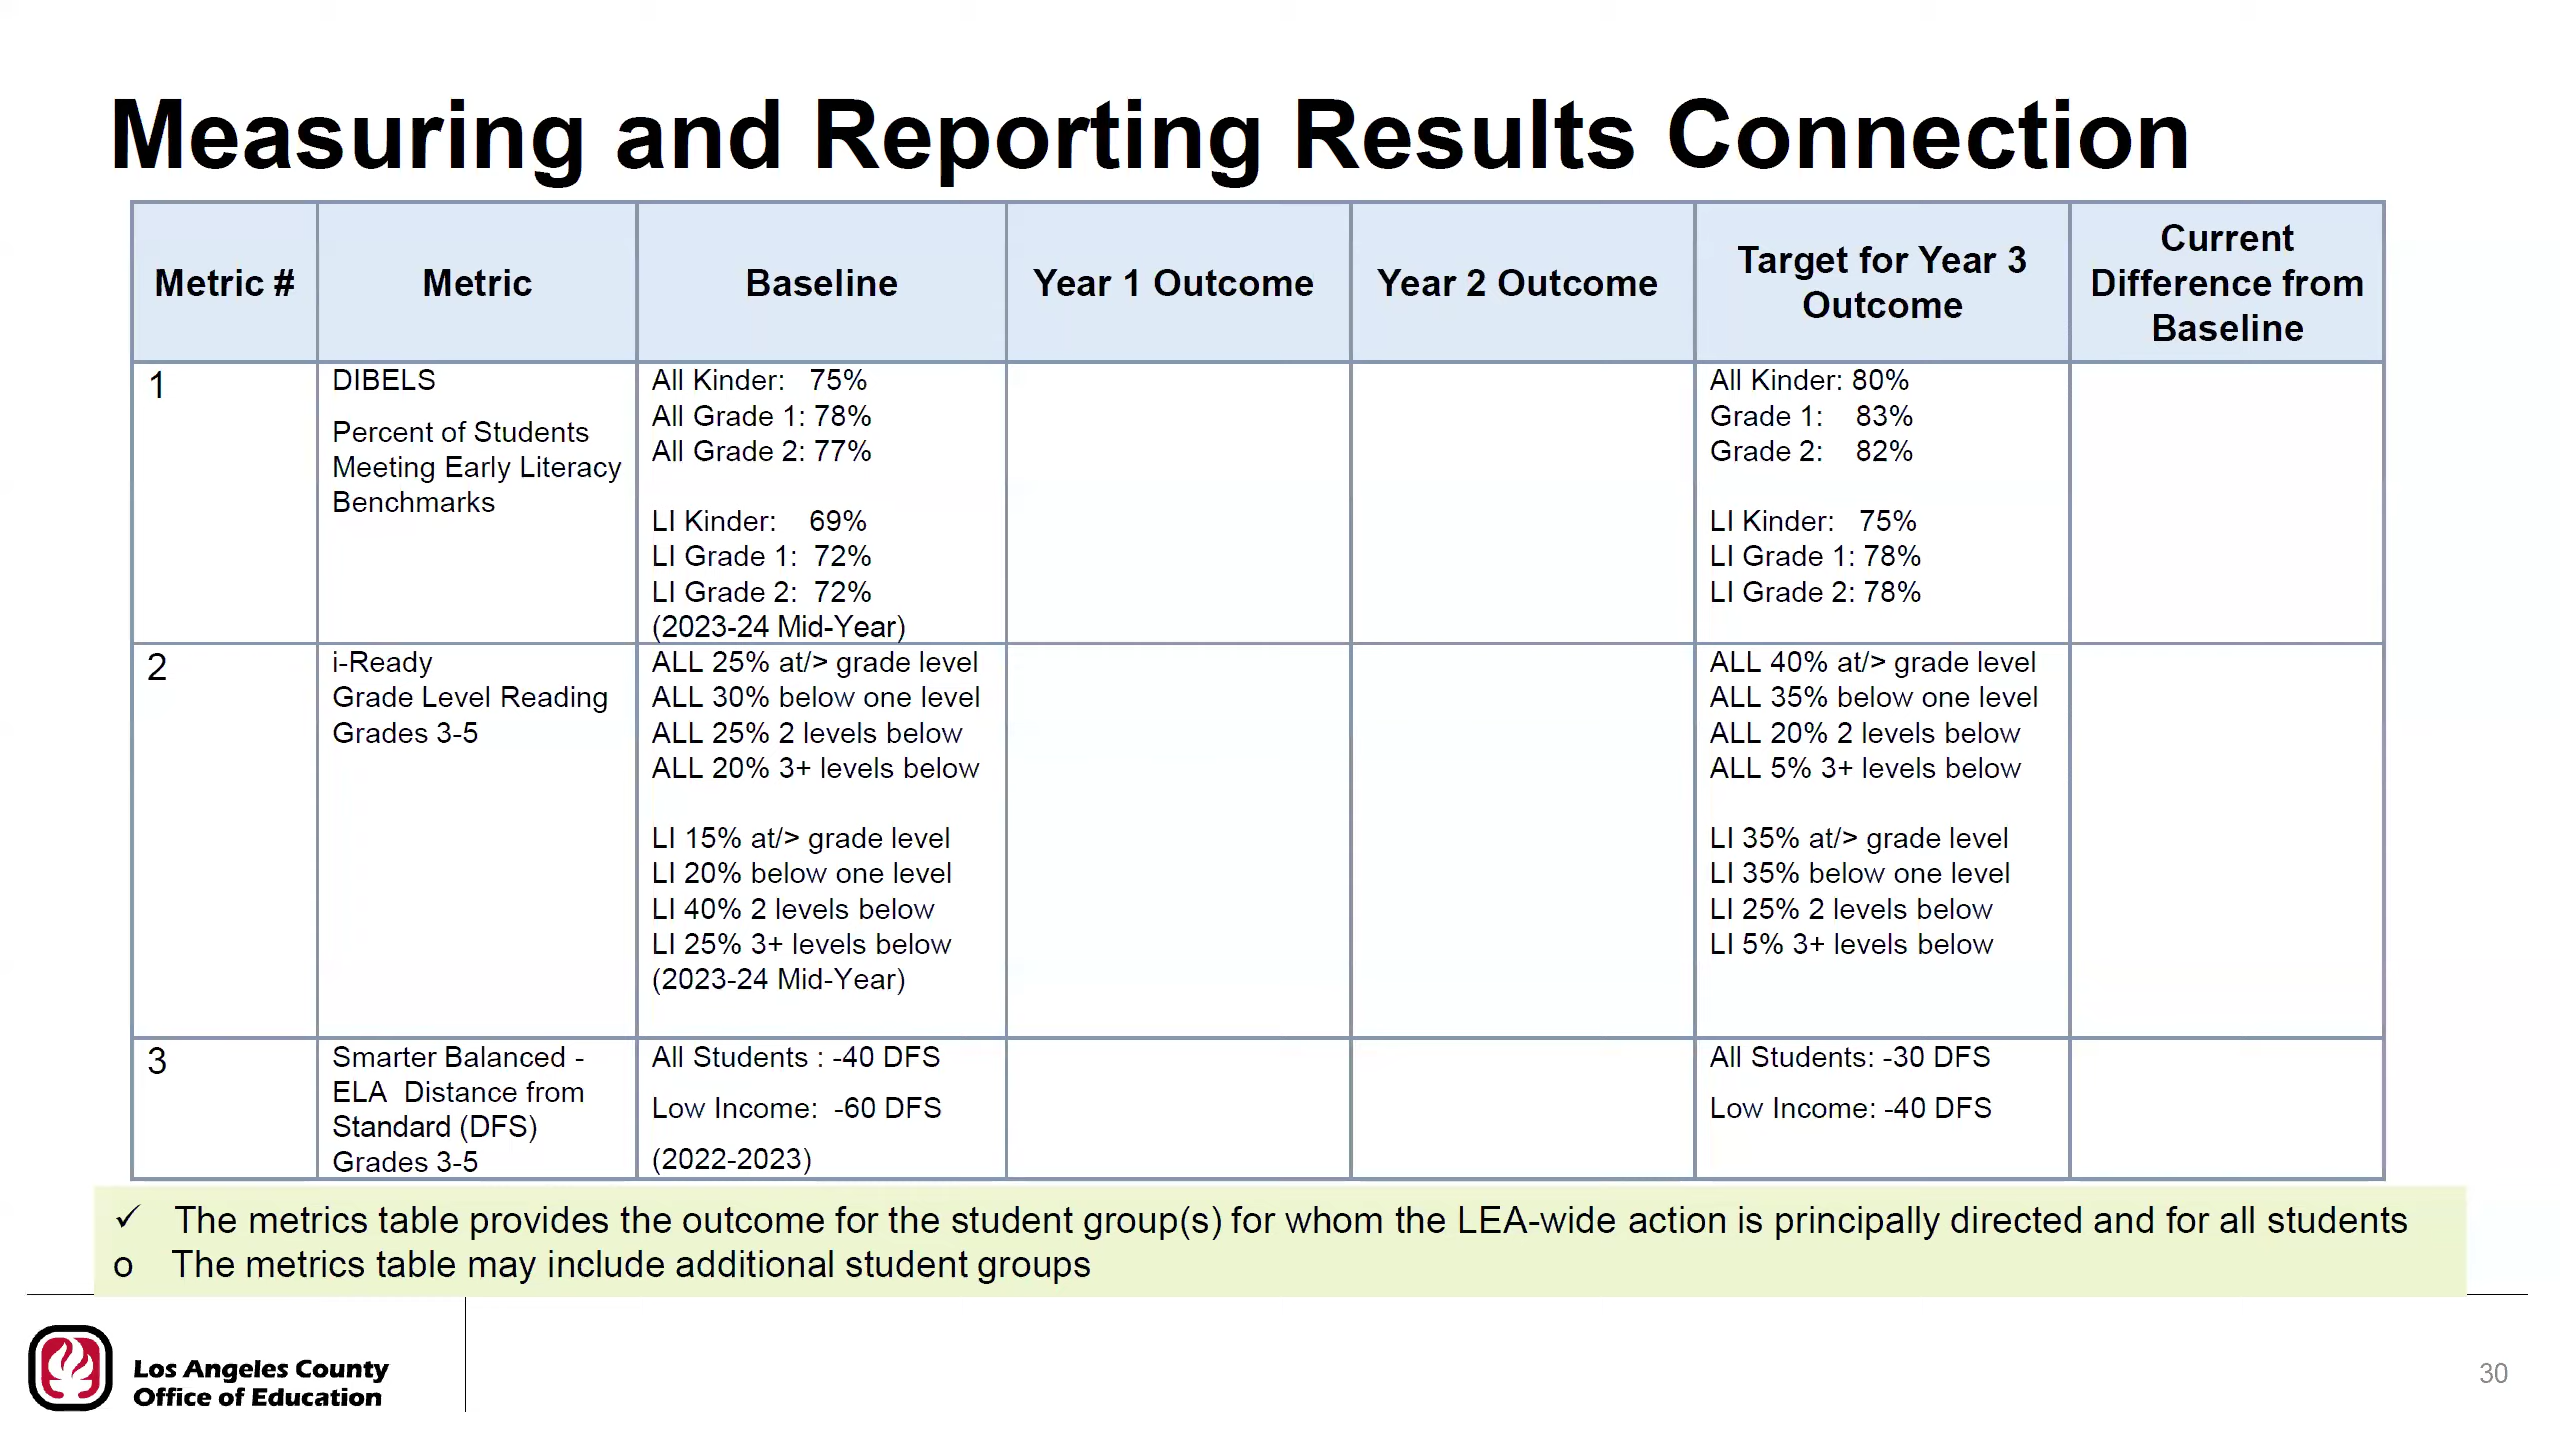 Measuring and Reporting Results Connection
Metric #
Metric
Baseline
Year 1 Outcome
Year 2 Outcome
Target for Year 3
Outcome
Current
Difference from
Baseline
1
DIBELS
Percent of Students
Meeting Early Literacy
Benchmarks
All Kinder: 75%
All Grade 1: 78%
All Grade 2: 77%
LI Kinder: 69%
LI Grade 1: 72%
LI Grade 2: 72%
(2023-24 Mid-Year)
All Kinder: 80%
Grade 1: 83%
Grade 2: 82%
LI Kinder: 75%
LI Grade 1: 78%
LI Grade 2: 78%
2
i-Ready
Grade Level Reading
Grades 3-5
ALL 25% at/> grade level
ALL 30% below one level
ALL 25% 2 levels below
ALL 20% 3+ levels below
LI 15% at/> grade level
LI 20% below one level
LI 40% 2 levels below
LI 25% 3+ levels below
(2023-24 Mid-Year)
ALL 40% at/> grade level
ALL 35% below one level
ALL 20% 2 levels below
ALL 5% 3+ levels below
LI 35% at/> grade level
LI 35% below one level
LI 25% 2 levels below
LI 5% 3+ levels below
3
Smarter Balanced -
ELA Distance from
Standard (DFS)
Grades 3-5
All Students : -40 DFS
Low Income: -60 DFS
(2022-2023)
All Students: -30 DFS
Low Income: -40 DFS
✓ The metrics table provides the outcome for the student group(s) for whom the LEA-wide action is principally directed and for all students
o The metrics table may include additional student groups
Los Angeles County
Office of Education
30